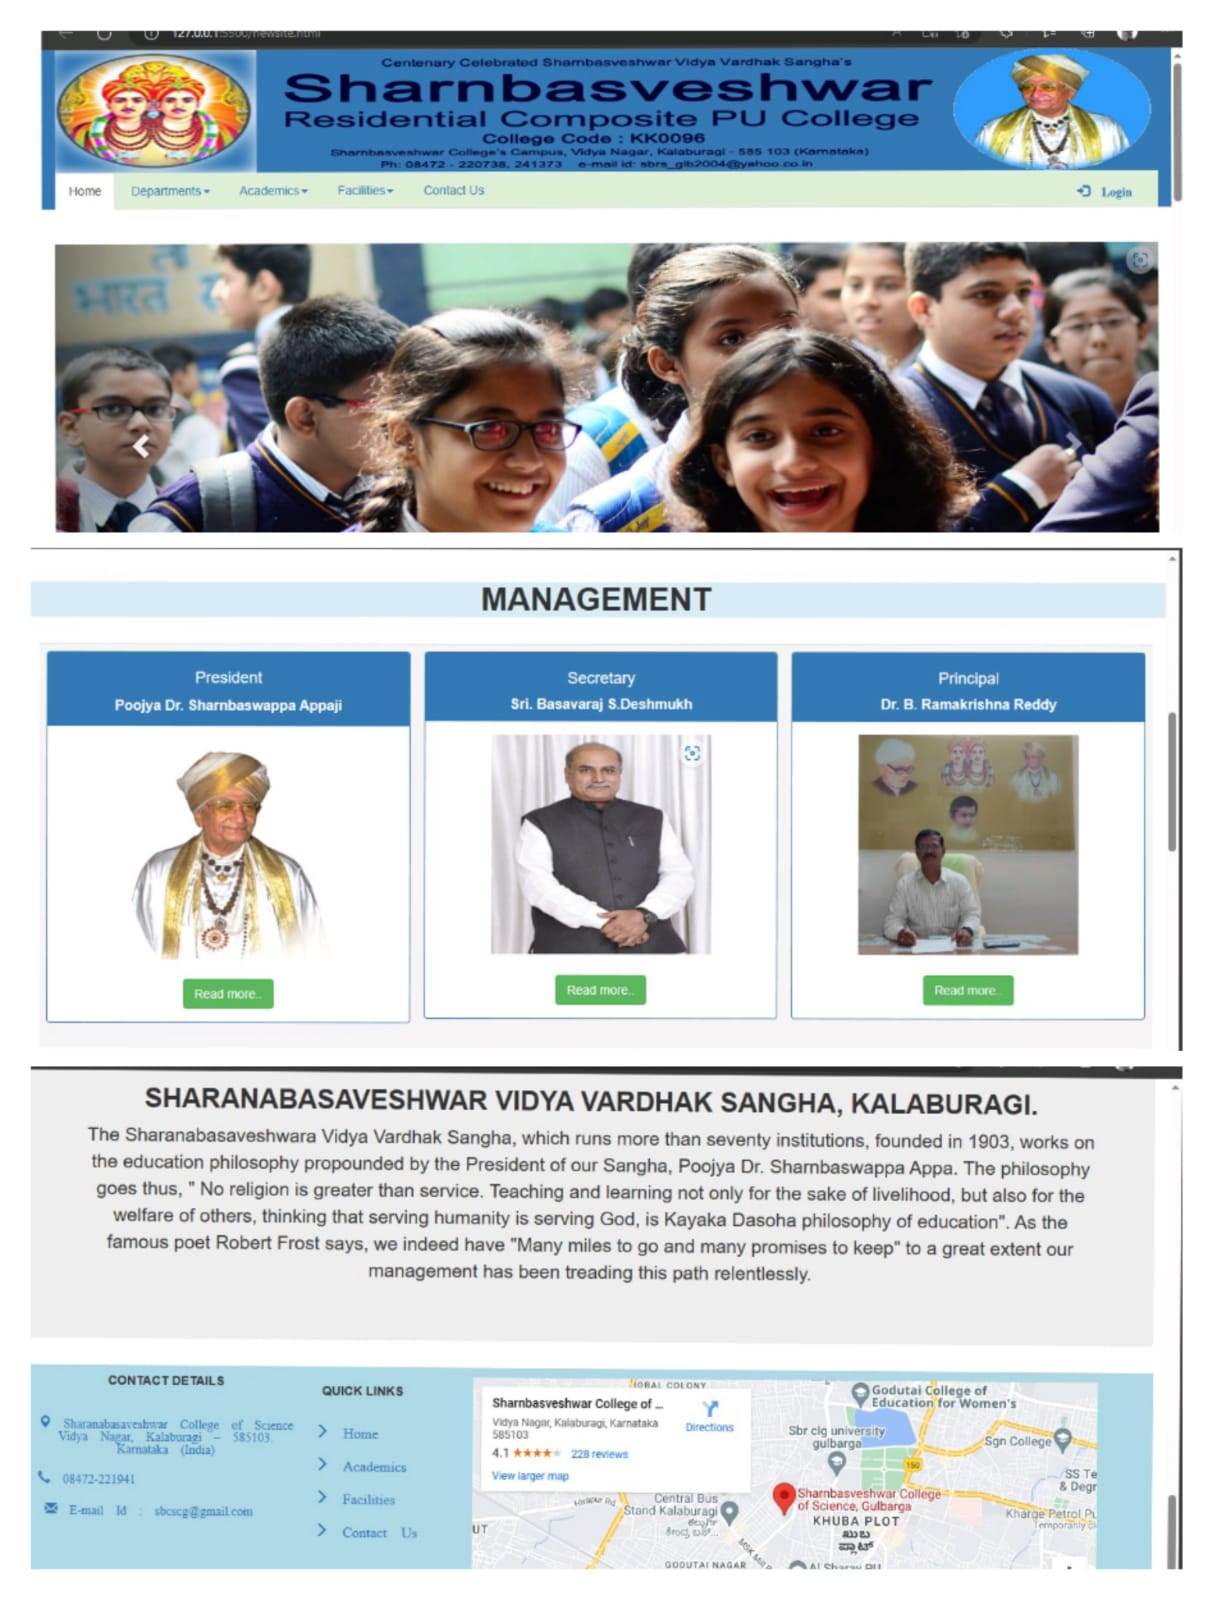 127.0.0.1:5500/newsite.html
Centenary Celebrated Sharnbasveshwar Vidya Vardhak Sangha's
Sharnbasveshwar
Residential Composite PU College
College Code : KK0096
Sharnbasveshwar College's Campus, Vidya Nagar, Kalaburagi - 585 103 (Karnataka)
Ph: 08472 - 220738, 241373 e-mail id: sbrs_glb2004@yahoo.co.in
Home Departments Academics Facilities Contact Us Login
भारत
MANAGEMENT
President
Poojya Dr. Sharnbaswappa Appaji
Read more..
Secretary
Sri. Basavaraj S.Deshmukh
Read more..
Principal
Dr. B. Ramakrishna Reddy
Read more..
SHARANABASAVESHWAR VIDYA VARDHAK SANGHA, KALABURAGI.
The Sharanabasaveshwara Vidya Vardhak Sangha, which runs more than seventy institutions, founded in 1903, works on
the education philosophy propounded by the President of our Sangha, Poojya Dr. Sharnbaswappa Appa. The philosophy
goes thus, " No religion is greater than service. Teaching and learning not only for the sake of livelihood, but also for the
welfare of others, thinking that serving humanity is serving God, is Kayaka Dasoha philosophy of education". As the
famous poet Robert Frost says, we indeed have "Many miles to go and many promises to keep" to a great extent our
management has been treading this path relentlessly.
CONTACT DETAILS
Sharanabasaveshwar College of Science
Vidya Nagar, Kalaburagi – 585103.
Karnataka (India)
08472-221941
E-mail Id : sbcscg@gmail.com
QUICK LINKS
Home
Academics
Facilities
Contact Us
IQBAL COLONY
Sharnbasveshwar College of ...
Vidya Nagar, Kalaburagi, Karnataka
585103
4.1 228 reviews
View larger map
Directions
Godutai College of
Education for Women's
Sbr clg university
gulbarga
Sgn College
150
SS Te
& Degr
Sharnbasveshwar College
of Science, Gulbarga
Central Bus
Stand Kalaburagi
KHUBA PLOT
ಖುಬ
ಪ್ಲಾಟ್
Kharge Petrol Pu
Temporarily cl
UT
MSK Mill R
GODUTAI NAGAR
Al Sharay PU